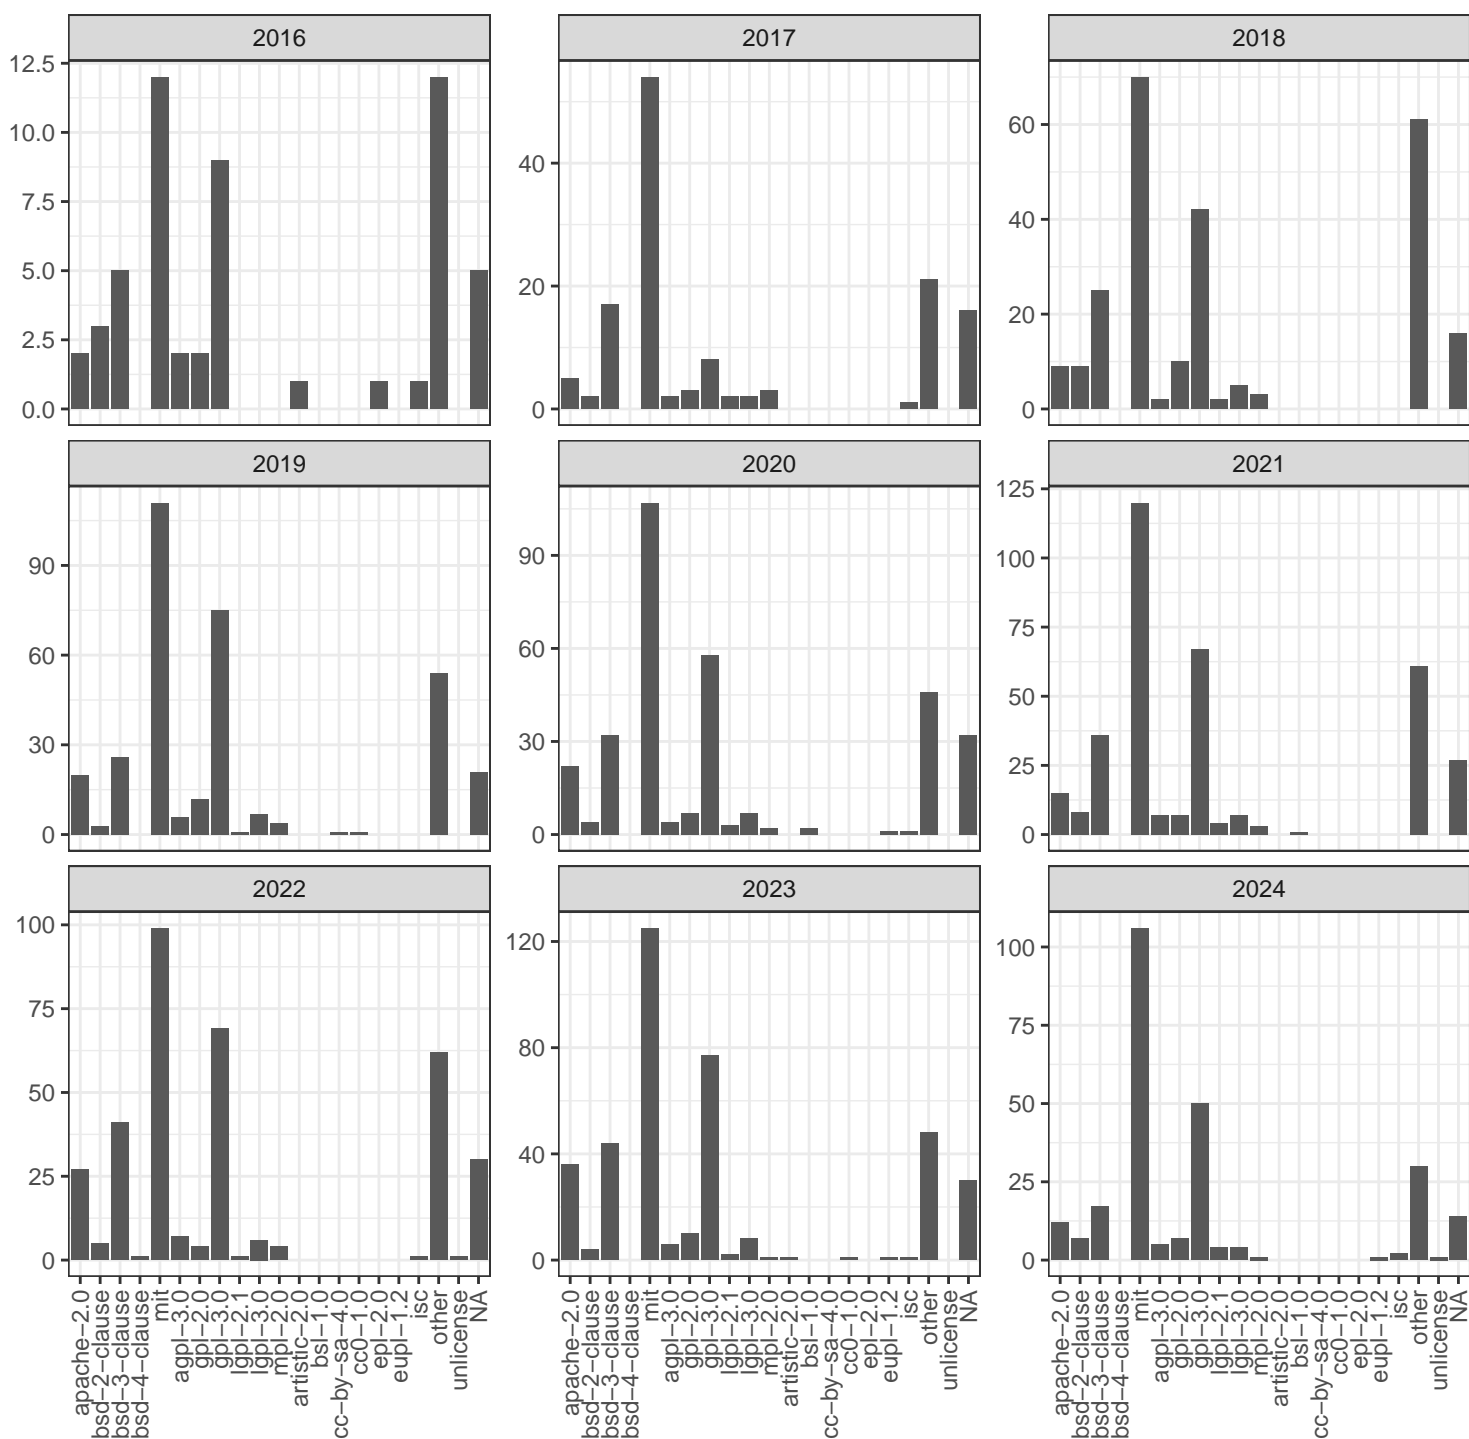 2016
2017
2018
12.5
10.0
7.5
5.0
2.5
0.0
40
20
0
60
40
20
0
2019
2020
2021
90
60
30
0
90
60
30
0
125
100
75
50
25
0
2022
2023
2024
100
75
50
25
0
120
80
40
0
100
75
50
25
0
apache−2.0
bsd−2−clause
bsd−3−clause
bsd−4−clause
mit
agpl−3.0
gpl−2.0
gpl−3.0
lgpl−2.1
lgpl−3.0
mpl−2.0
artistic−2.0
bsl−1.0
cc−by−sa−4.0
cc0−1.0
epl−2.0
eupl−1.2
isc
other
unlicense
NA
apache−2.0
bsd−2−clause
bsd−3−clause
bsd−4−clause
mit
agpl−3.0
gpl−2.0
gpl−3.0
lgpl−2.1
lgpl−3.0
mpl−2.0
artistic−2.0
bsl−1.0
cc−by−sa−4.0
cc0−1.0
epl−2.0
eupl−1.2
isc
other
unlicense
NA
apache−2.0
bsd−2−clause
bsd−3−clause
bsd−4−clause
mit
agpl−3.0
gpl−2.0
gpl−3.0
lgpl−2.1
lgpl−3.0
mpl−2.0
artistic−2.0
bsl−1.0
cc−by−sa−4.0
cc0−1.0
epl−2.0
eupl−1.2
isc
other
unlicense
NA